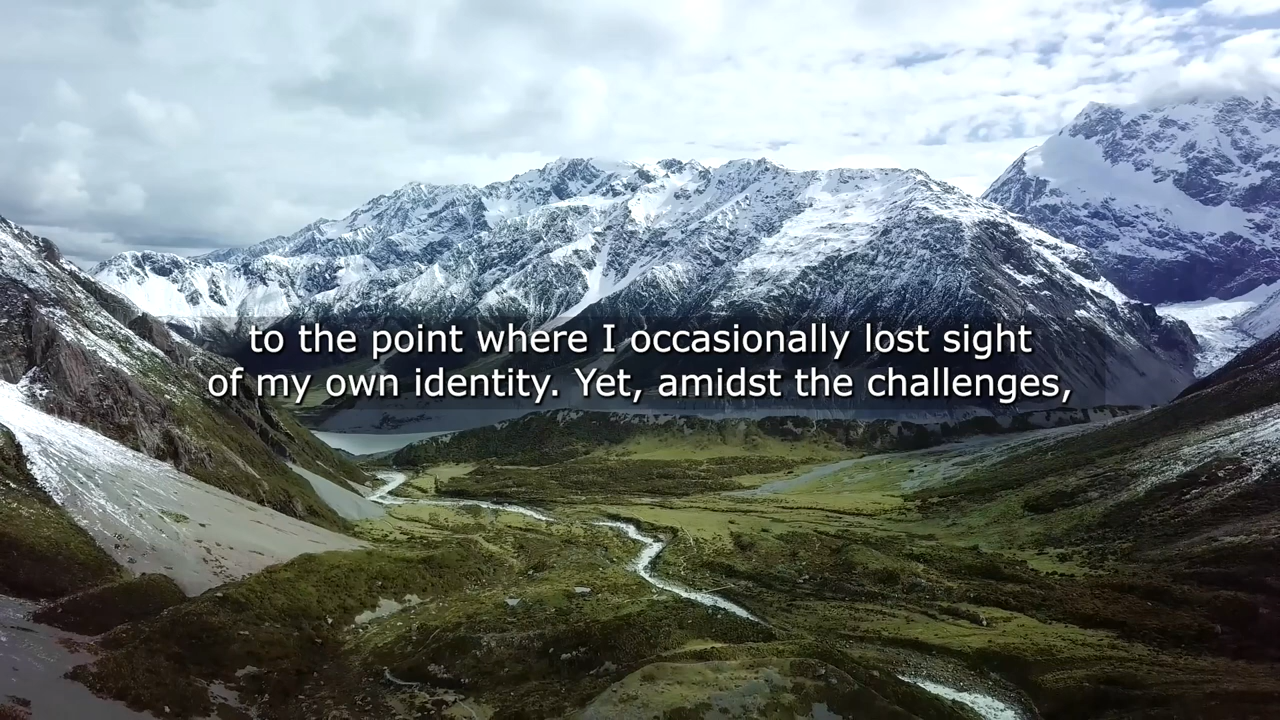 to the point where I occasionally lost sight
of my own identity. Yet, amidst the challenges,